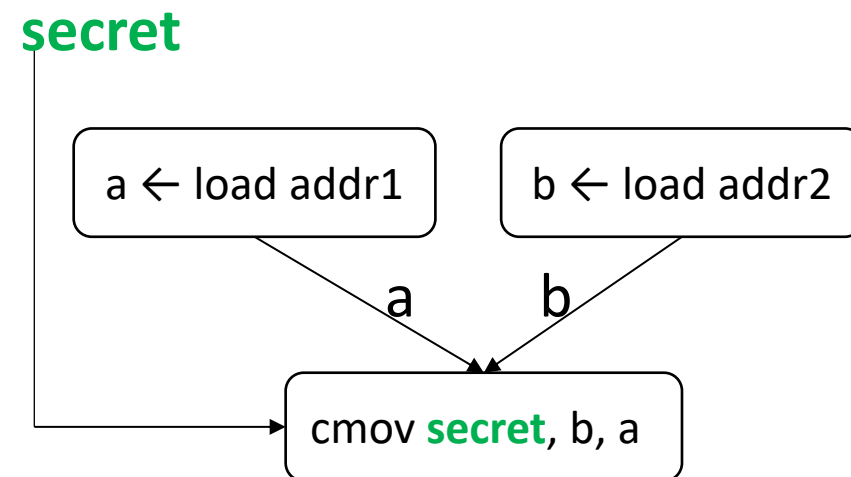 secret
a ← load addr1
b ← load addr2
a
b
cmov secret, b, a